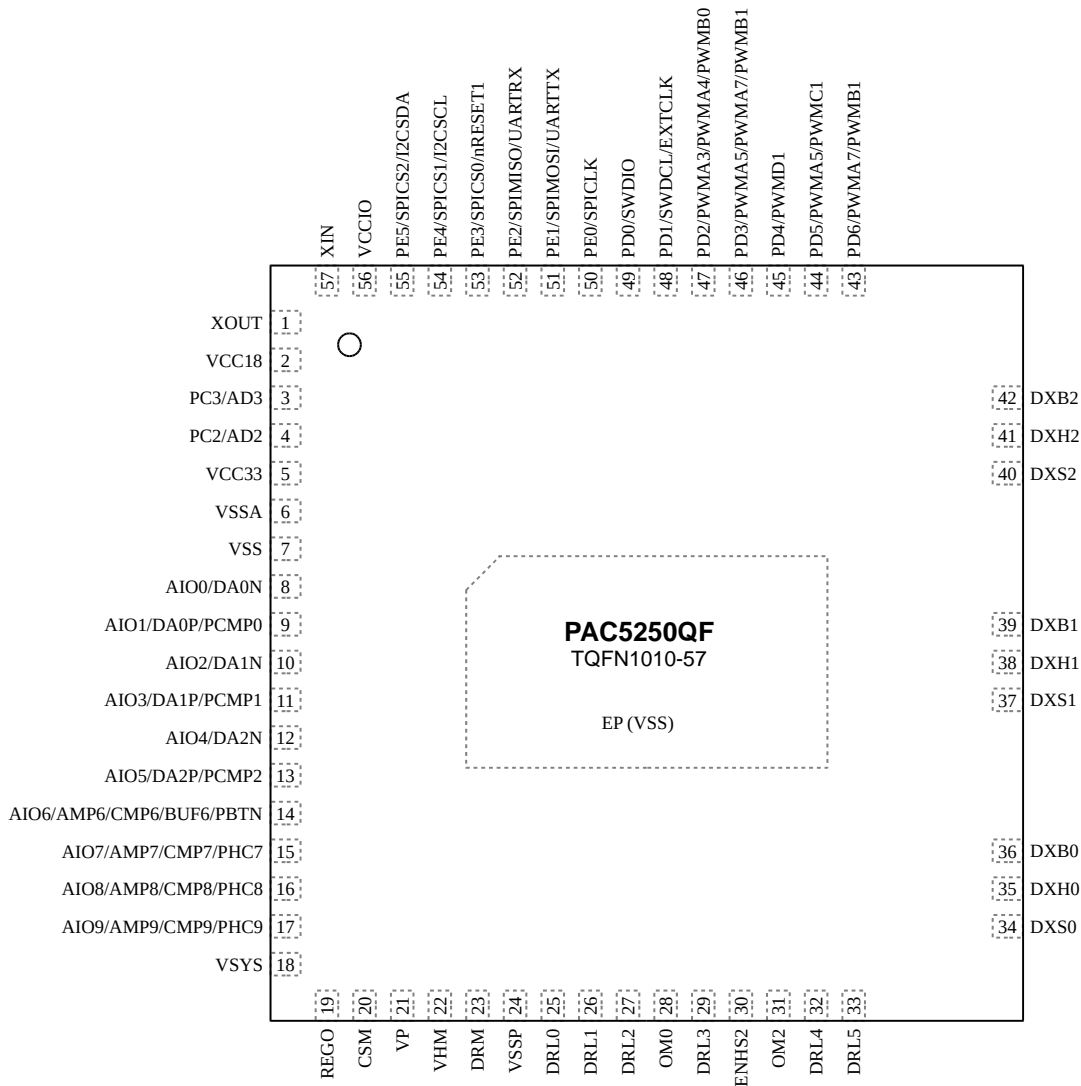 57 XIN
56 VCCIO
55 PE5/SPICS2/I2CSDA
54 PE4/SPICS1/I2CSCL
53 PE3/SPICS0/nRESET1
52 PE2/SPIMISO/UARTRX
51 PE1/SPIMOSI/UARTTX
50 PE0/SPICLK
49 PD0/SWDIO
48 PD1/SWDCL/EXTCLK
47 PD2/PWMA3/PWMA4/PWMB0
46 PD3/PWMA5/PWMA7/PWMB1
45 PD4/PWMD1
44 PD5/PWMA5/PWMC1
43 PD6/PWMA7/PWMB1
XOUT 1
VCC18 2
PC3/AD3 3
PC2/AD2 4
VCC33 5
VSSA 6
VSS 7
AIO0/DA0N 8
AIO1/DA0P/PCMP0 9
AIO2/DA1N 10
AIO3/DA1P/PCMP1 11
AIO4/DA2N 12
AIO5/DA2P/PCMP2 13
AIO6/AMP6/CMP6/BUF6/PBTN 14
AIO7/AMP7/CMP7/PHC7 15
AIO8/AMP8/CMP8/PHC8 16
AIO9/AMP9/CMP9/PHC9 17
VSYS 18
PAC5250QF
TQFN1010-57
EP (VSS)
42 DXB2
41 DXH2
40 DXS2
39 DXB1
38 DXH1
37 DXS1
36 DXB0
35 DXH0
34 DXS0
REGO 19
CSM 20
VP 21
VHM 22
DRM 23
VSSP 24
DRL0 25
DRL1 26
DRL2 27
OM0 28
DRL3 29
ENHS2 30
OM2 31
DRL4 32
DRL5 33